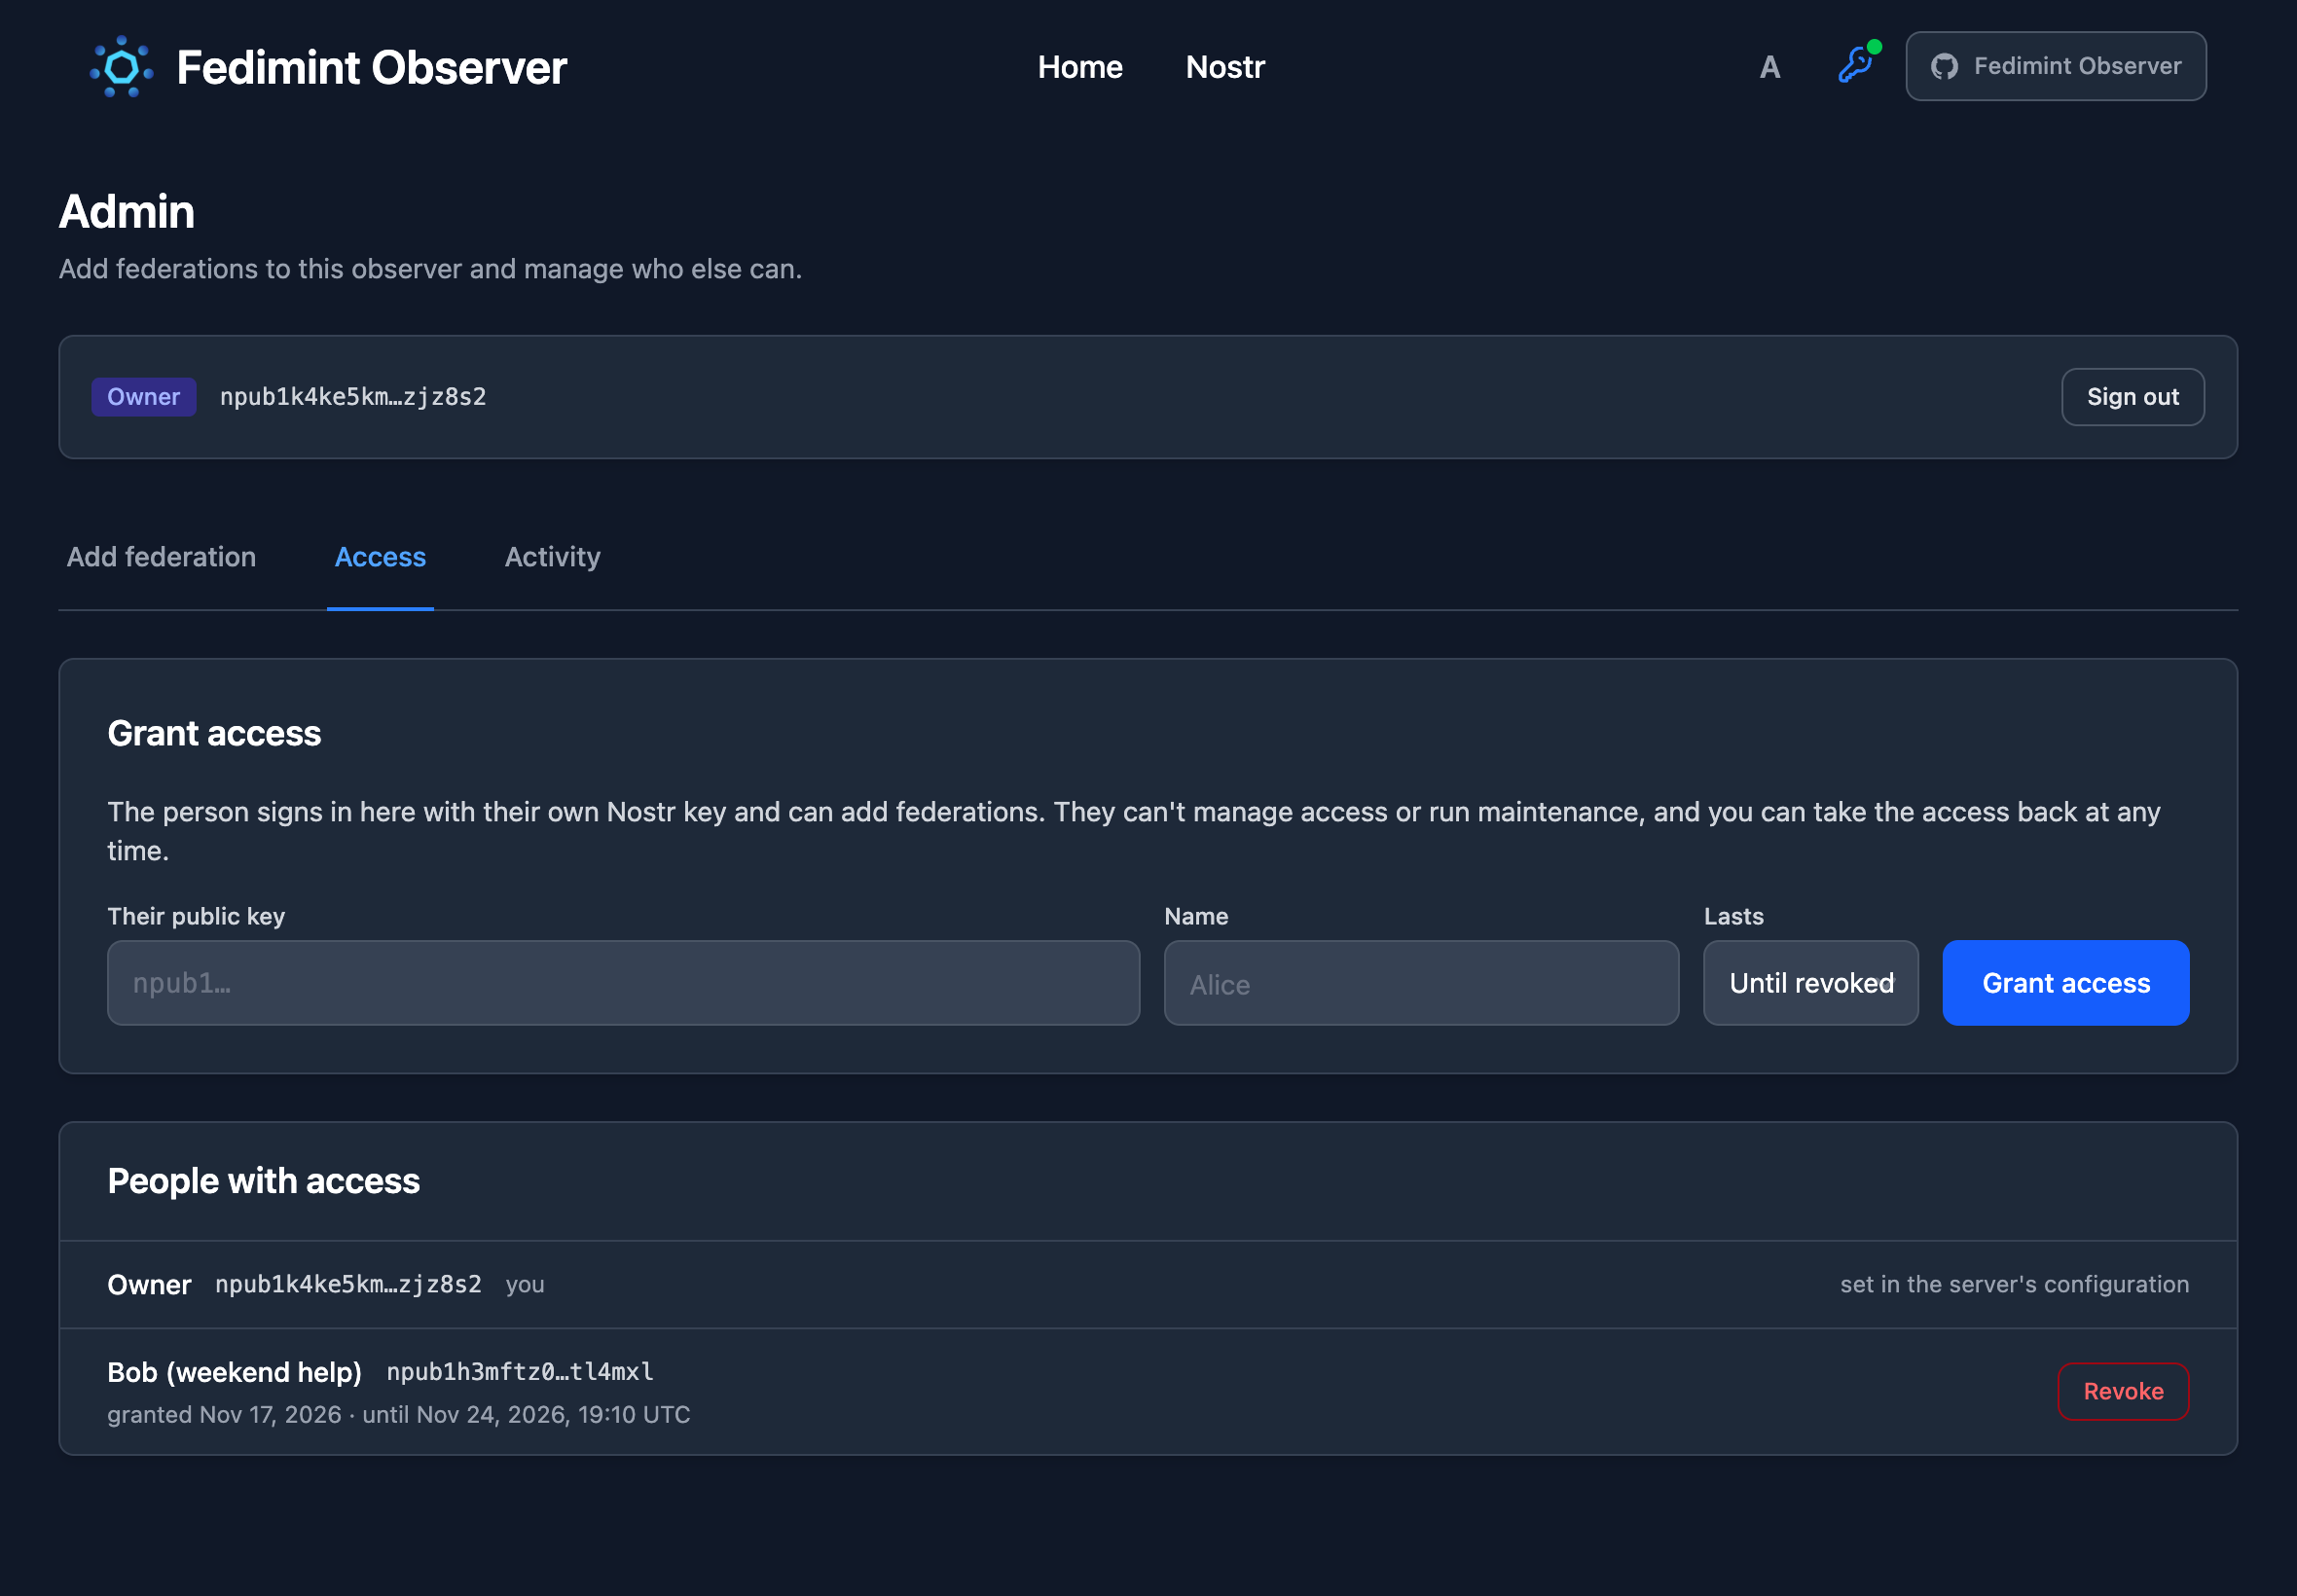 Fedimint Observer
Home
Nostr
A
Fedimint Observer
Admin
Add federations to this observer and manage who else can.
Owner
npub1k4ke5km…zjz8s2
Sign out
Add federation
Access
Activity
Grant access
The person signs in here with their own Nostr key and can add federations. They can't manage access or run maintenance, and you can take the access back at any
time.
Their public key
Name
Lasts
npub1…
Alice
Until revoked
Grant access
People with access
Owner npub1k4ke5km…zjz8s2 you
set in the server's configuration
Bob (weekend help) npub1h3mftz0…tl4mxl
granted Nov 17, 2026 · until Nov 24, 2026, 19:10 UTC
Revoke